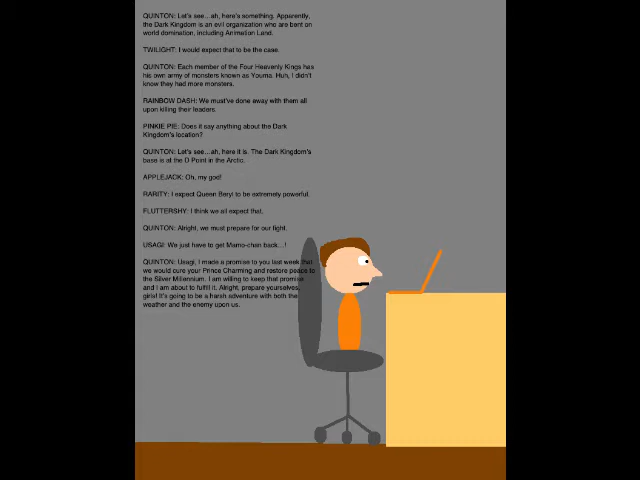 QUINTON: Let's see...ah, here's something. Apparently,
the Dark Kingdom is an evil organization who are bent on
world domination, including Animation Land.
TWILIGHT: I would expect that to be the case.
QUINTON: Each member of the Four Heavenly Kings has
his own army of monsters known as Youma. Huh, I didn't
know they had more monsters.
RAINBOW DASH: We must've done away with them all
upon killing their leaders.
PINKIE PIE: Does it say anything about the Dark
Kingdom's location?
QUINTON: Let's see...ah, here it is. The Dark Kingdom's
base is at the D Point in the Arctic.
APPLEJACK: Oh, my god!
RARITY: I expect Queen Beryl to be extremely powerful.
FLUTTERSHY: I think we all expect that.
QUINTON: Alright, we must prepare for our fight.
USAGI: We just have to get Mamo-chan back...!
QUINTON: Usagi, I made a promise to you last week that
we would cure your Prince Charming and restore peace to
the Silver Millennium. I am willing to keep that promise
and I am about to fulfill it. Alright, prepare yourselves,
girls! It's going to be a harsh adventure with both the
weather and the enemy upon us.